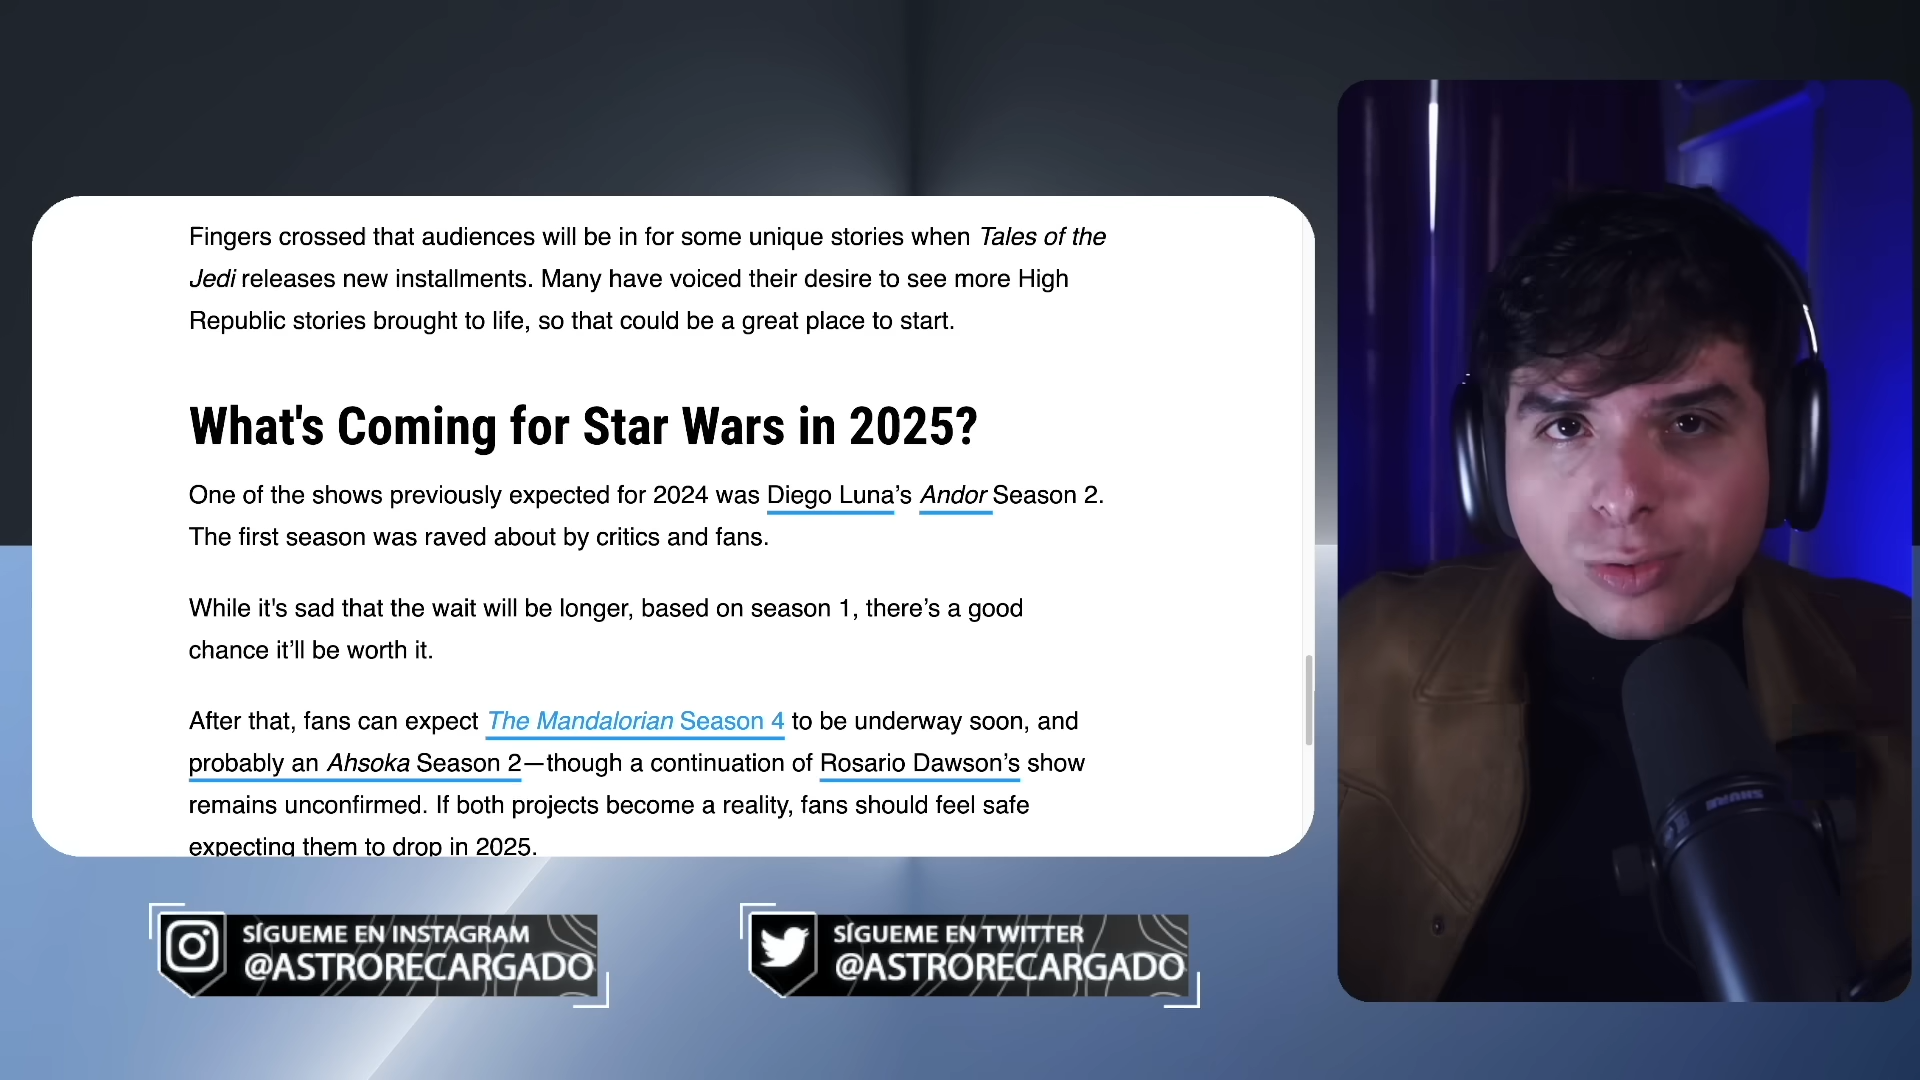 Fingers crossed that audiences will be in for some unique stories when Tales of the
Jedi releases new installments. Many have voiced their desire to see more High
Republic stories brought to life, so that could be a great place to start.
What's Coming for Star Wars in 2025?
One of the shows previously expected for 2024 was Diego Luna’s Andor Season 2.
The first season was raved about by critics and fans.
While it's sad that the wait will be longer, based on season 1, there’s a good
chance it’ll be worth it.
After that, fans can expect The Mandalorian Season 4 to be underway soon, and
probably an Ahsoka Season 2—though a continuation of Rosario Dawson’s show
remains unconfirmed. If both projects become a reality, fans should feel safe
expecting them to drop in 2025.
SÍGUEME EN INSTAGRAM
@ASTRORECARGADO
SÍGUEME EN TWITTER
@ASTRORECARGADO
SHURE